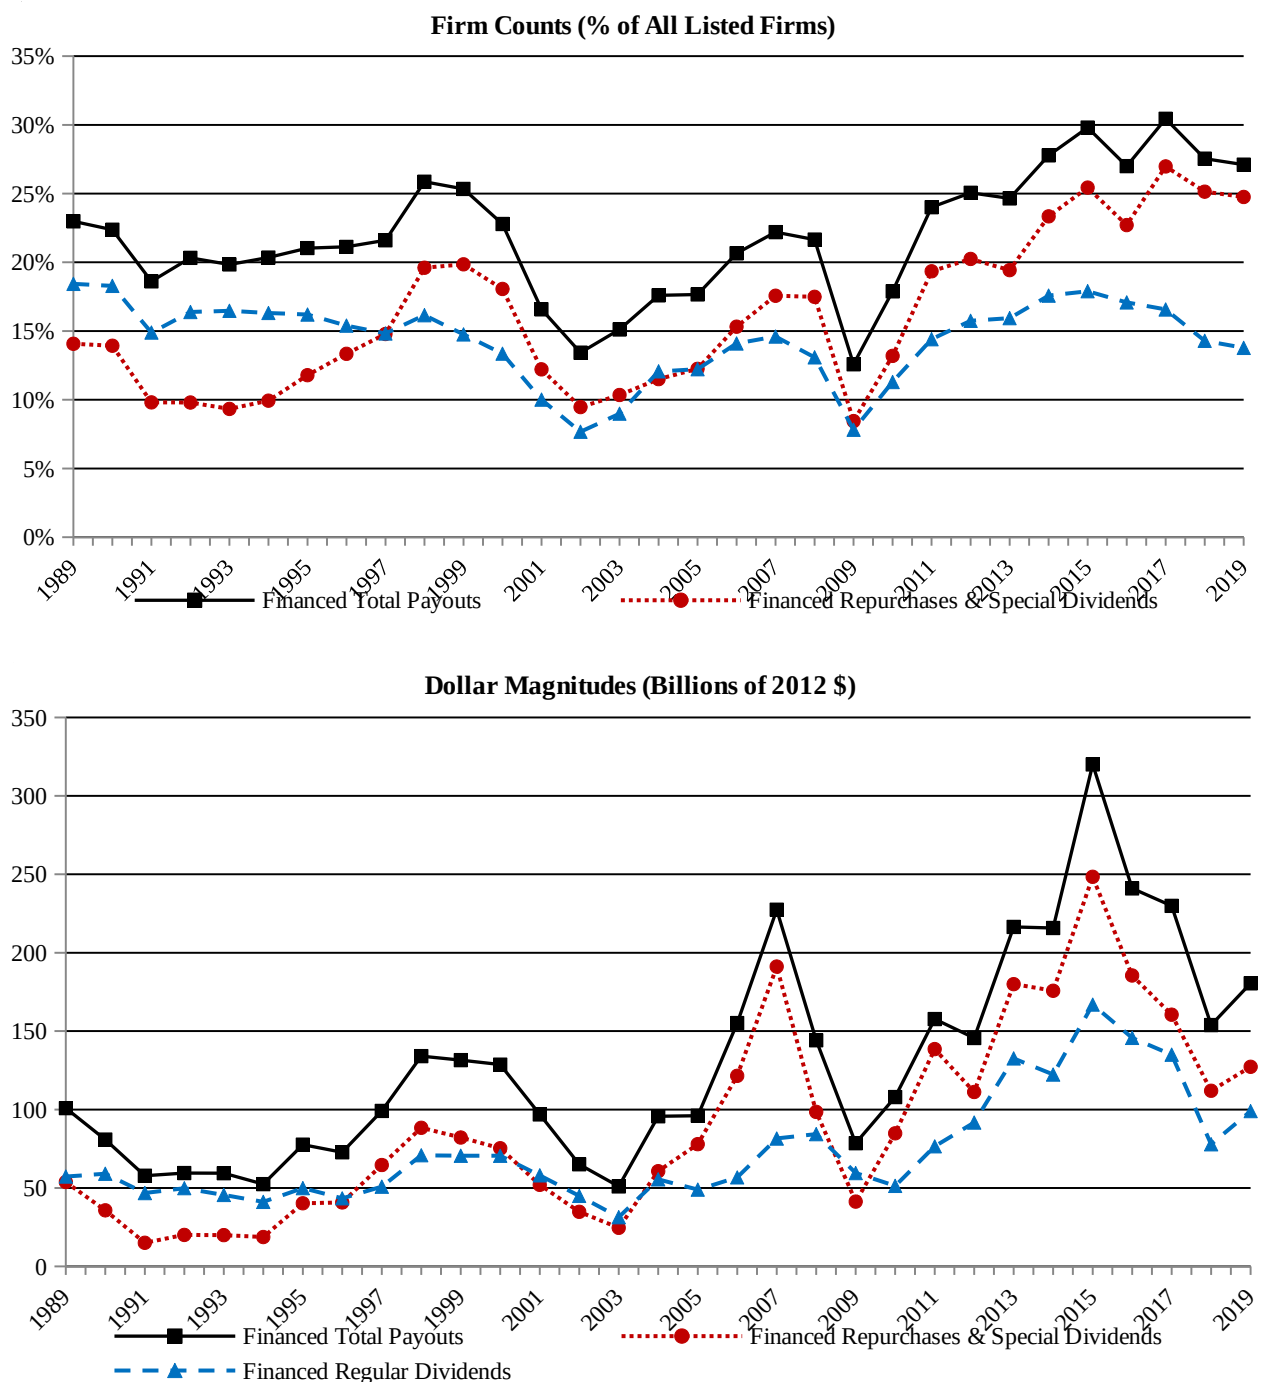 Firm Counts (% of All Listed Firms)
35%
30%
25%
20%
15%
10%
5%
0%
1989 1991 1993 1995 1997 1999 2001 2003 2005 2007 2009 2011 2013 2015 2017 2019
Financed Total Payouts Financed Repurchases & Special Dividends
Dollar Magnitudes (Billions of 2012 $)
350
300
250
200
150
100
50
0
1989 1991 1993 1995 1997 1999 2001 2003 2005 2007 2009 2011 2013 2015 2017 2019
Financed Total Payouts Financed Repurchases & Special Dividends
Financed Regular Dividends